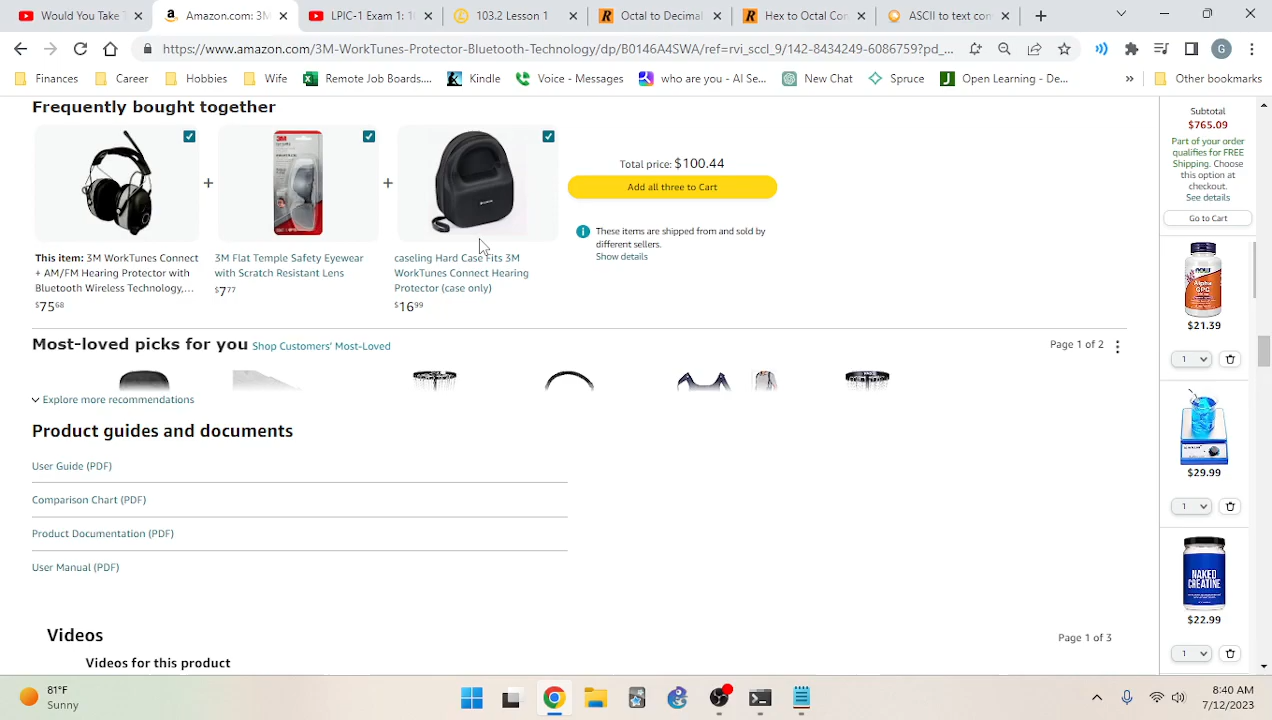 Would You Take T
Amazon.com: 3M
LPIC-1 Exam 1: 10
103.2 Lesson 1
Octal to Decimal
Hex to Octal Con
ASCII to text con
https://www.amazon.com/3M-WorkTunes-Protector-Bluetooth-Technology/dp/B0146A4SWA/ref=rvi_sccl_9/142-8434249-6086759?pd_...
G
Finances
Career
Hobbies
Wife
Remote Job Boards....
Kindle
Voice - Messages
who are you - AI Se...
New Chat
Spruce
Open Learning - De...
»
Other bookmarks
Frequently bought together
Total price: $100.44
Add all three to Cart
These items are shipped from and sold by
different sellers.
Show details
This item: 3M WorkTunes Connect
+ AM/FM Hearing Protector with
Bluetooth Wireless Technology,...
$75 68
3M Flat Temple Safety Eyewear
with Scratch Resistant Lens
$7 77
caseling Hard Case Fits 3M
WorkTunes Connect Hearing
Protector (case only)
$16 99
Most-loved picks for you Shop Customers' Most-Loved
Page 1 of 2
Explore more recommendations
Product guides and documents
User Guide (PDF)
Comparison Chart (PDF)
Product Documentation (PDF)
User Manual (PDF)
Videos
Page 1 of 3
Videos for this product
Subtotal
$765.09
Part of your order
qualifies for FREE
Shipping. Choose
this option at
checkout.
See details
Go to Cart
now
Alpha
GPC
$21.39
1
$29.99
1
NAKED
CREATINE
$22.99
1
81°F
Sunny
8:40 AM
7/12/2023